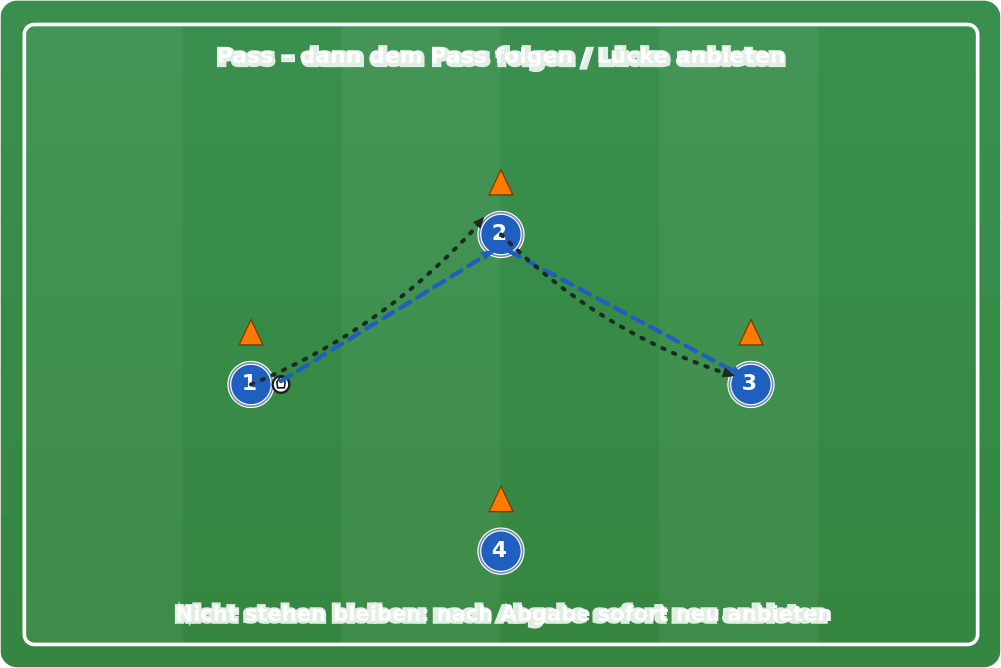 Pass – dann dem Pass folgen / Lücke anbieten
2
1
3
4
Nicht stehen bleiben: nach Abgabe sofort neu anbieten